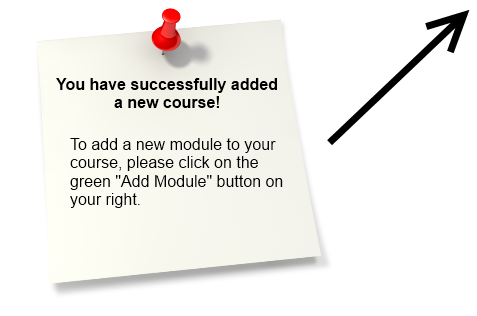 You have successfully added
a new course!
To add a new module to your
course, please click on the
green "Add Module" button on
your right.